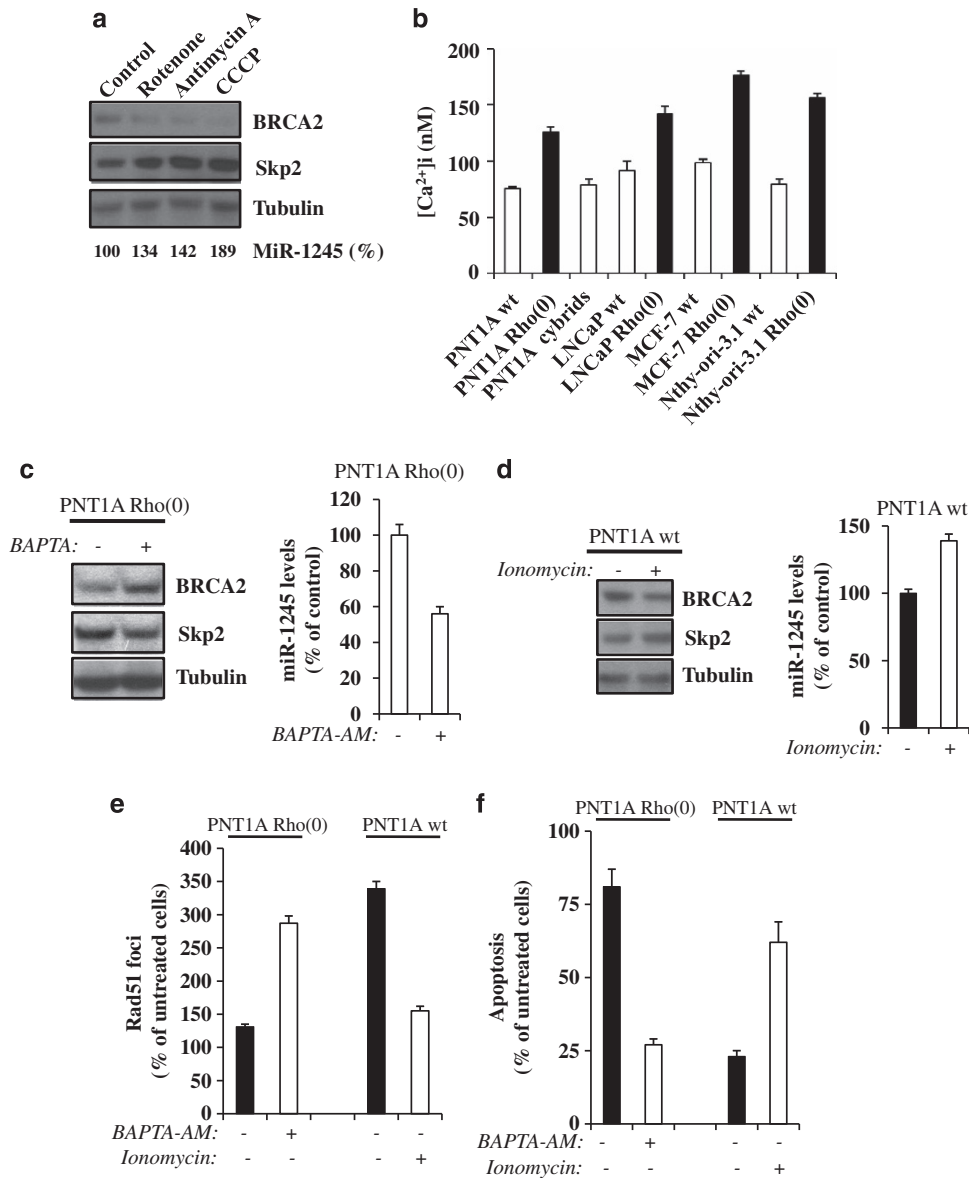 a
Control
Rotenone
Antimycin A
CCCP
BRCA2
Skp2
Tubulin
100 134 142 189 MiR-1245 (%)
b
[Ca²⁺]i (nM)
200
150
100
50
0
PNT1A wt
PNT1A Rho(0)
PNT1A cybrids
LNCaP wt
LNCaP Rho(0)
MCF-7 wt
MCF-7 Rho(0)
Nthy-ori-3.1 wt
Nthy-ori-3.1 Rho(0)
c
PNT1A Rho(0)
BAPTA: - +
BRCA2
Skp2
Tubulin
PNT1A Rho(0)
miR-1245 levels
(% of control)
120
100
80
60
40
20
0
BAPTA-AM: - +
d
PNT1A wt
Ionomycin: - +
BRCA2
Skp2
Tubulin
PNT1A wt
miR-1245 levels
(% of control)
150
100
50
0
Ionomycin: - +
e
PNT1A Rho(0) PNT1A wt
Rad51 foci
(% of untreated cells)
400
350
300
250
200
150
100
50
0
BAPTA-AM: - + - -
Ionomycin: - - - +
f
PNT1A Rho(0) PNT1A wt
Apoptosis
(% of untreated cells)
100
75
50
25
0
BAPTA-AM: - + - -
Ionomycin: - - - +